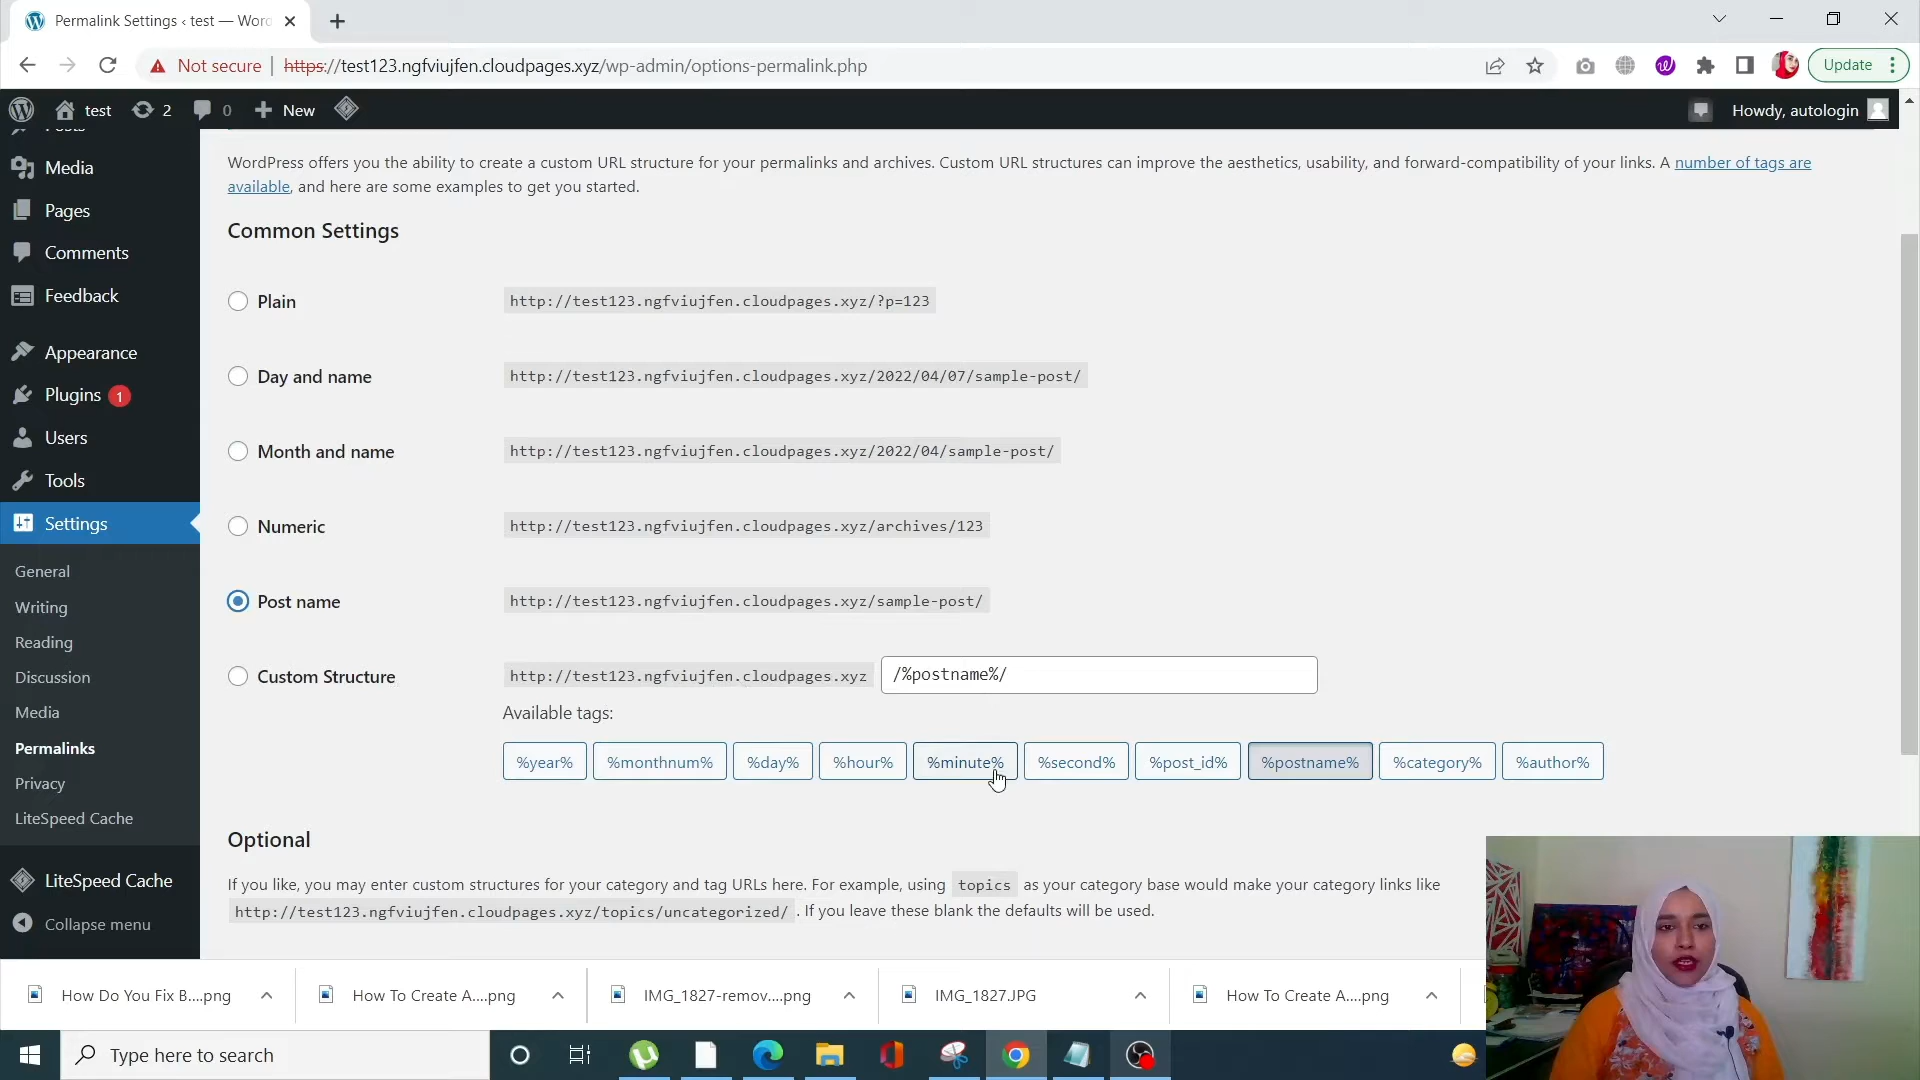 Permalink Settings ‹ test — Word
Not secure | https://test123.ngfviujfen.cloudpages.xyz/wp-admin/options-permalink.php
Update
test 2 0 New
Howdy, autologin
Posts
Media
Pages
Comments
Feedback
Appearance
Plugins 1
Users
Tools
Settings
General
Writing
Reading
Discussion
Media
Permalinks
Privacy
LiteSpeed Cache
LiteSpeed Cache
Collapse menu
WordPress offers you the ability to create a custom URL structure for your permalinks and archives. Custom URL structures can improve the aesthetics, usability, and forward-compatibility of your links. A number of tags are
available, and here are some examples to get you started.
Common Settings
Plain http://test123.ngfviujfen.cloudpages.xyz/?p=123
Day and name http://test123.ngfviujfen.cloudpages.xyz/2022/04/07/sample-post/
Month and name http://test123.ngfviujfen.cloudpages.xyz/2022/04/sample-post/
Numeric http://test123.ngfviujfen.cloudpages.xyz/archives/123
Post name http://test123.ngfviujfen.cloudpages.xyz/sample-post/
Custom Structure http://test123.ngfviujfen.cloudpages.xyz /%postname%/
Available tags:
%year% %monthnum% %day% %hour% %minute% %second% %post_id% %postname% %category% %author%
Optional
If you like, you may enter custom structures for your category and tag URLs here. For example, using topics as your category base would make your category links like
http://test123.ngfviujfen.cloudpages.xyz/topics/uncategorized/ . If you leave these blank the defaults will be used.
How Do You Fix B....png
How To Create A....png
IMG_1827-remov....png
IMG_1827.JPG
How To Create A....png
Type here to search